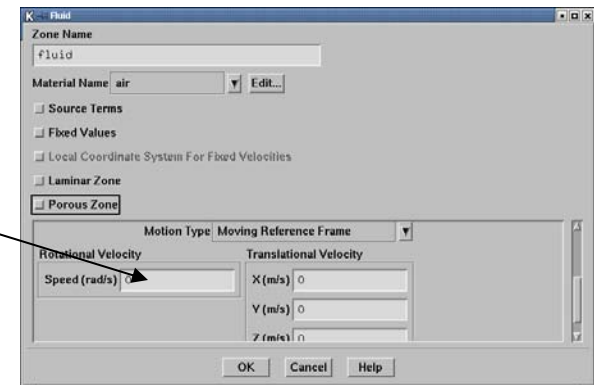 Fluid
Zone Name
fluid
Material Name air Edit...
Source Terms
Fixed Values
Local Coordinate System For Fixed Velocities
Laminar Zone
Porous Zone
Motion Type Moving Reference Frame
Rotational Velocity Translational Velocity
Speed (rad/s) 0 X (m/s) 0
Y (m/s) 0
Z (m/s) 0
OK Cancel Help